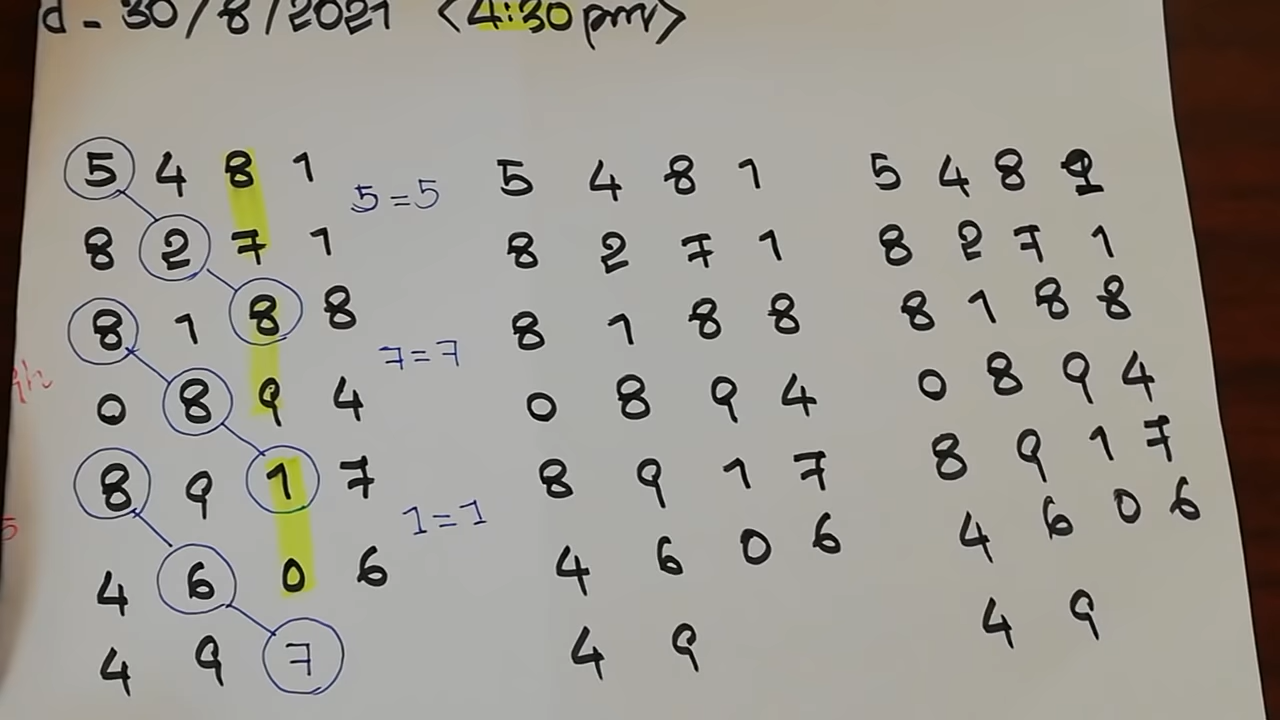 d - 30/8/2021 <4:30pm>
5 4 8 1 5=5 5 4 8 1 5 4 8 1
8 2 7 1 8 2 7 1 8 2 7 1
8 1 8 8 7=7 8 1 8 8 8 1 8 8
0 8 9 4 0 8 9 4 0 8 9 4
8 9 1 7 8 9 1 7 8 9 1 7
4 6 0 6 1=1 4 6 0 6 4 6 0 6
4 9 7 4 9 4 9